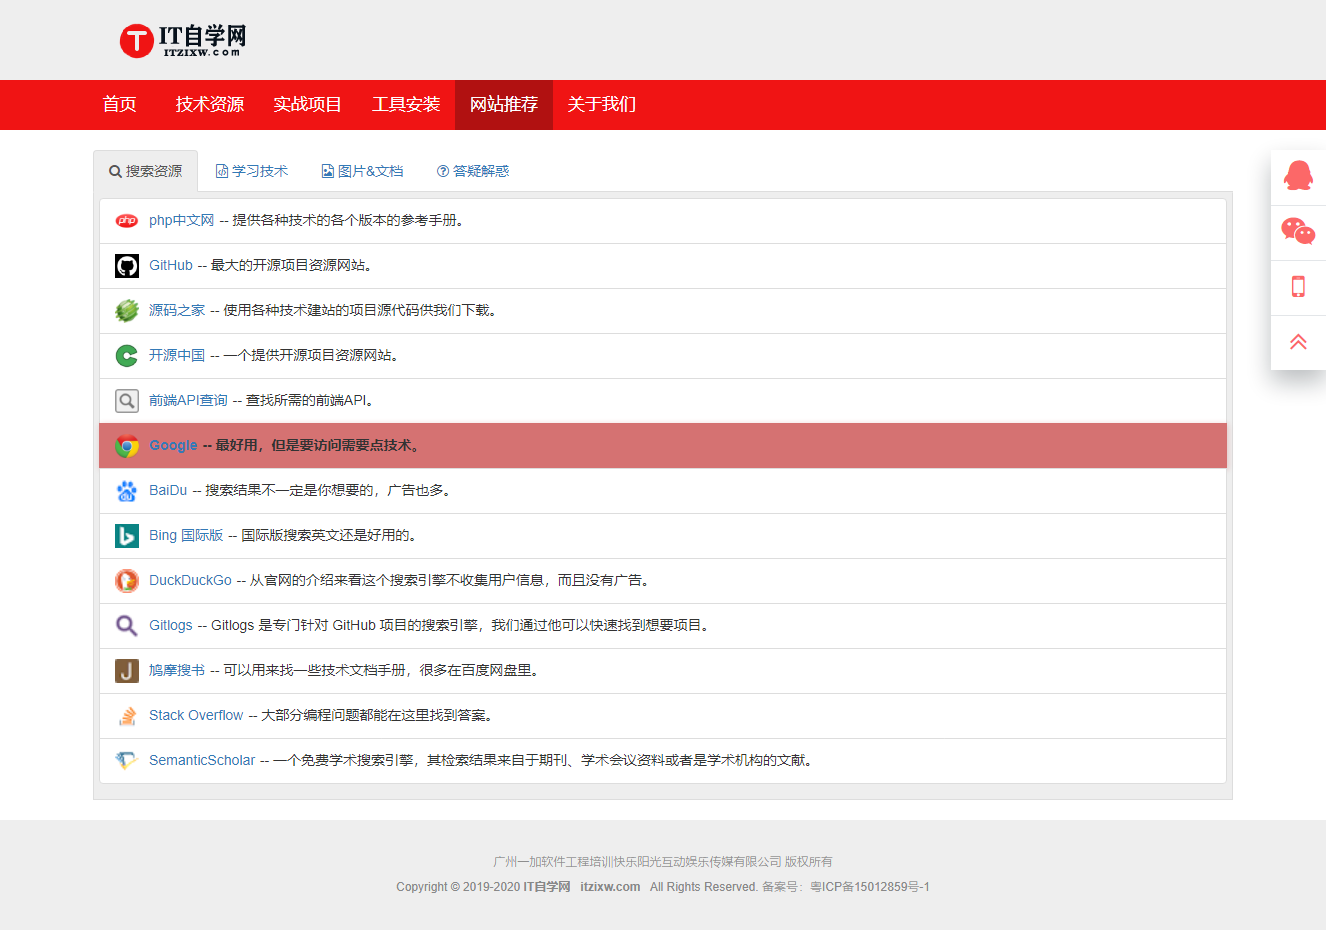 IT自学网
ITZIXW.com
首页 技术资源 实战项目 工具安装 网站推荐 关于我们
搜索资源 学习技术 图片&文档 答疑解惑
php php中文网 -- 提供各种技术的各个版本的参考手册。
GitHub -- 最大的开源项目资源网站。
源码之家 -- 使用各种技术建站的项目源代码供我们下载。
开源中国 -- 一个提供开源项目资源网站。
前端API查询 -- 查找所需的前端API。
Google -- 最好用，但是要访问需要点技术。
BaiDu -- 搜索结果不一定是你想要的，广告也多。
Bing 国际版 -- 国际版搜索英文还是好用的。
DuckDuckGo -- 从官网的介绍来看这个搜索引擎不收集用户信息，而且没有广告。
Gitlogs -- Gitlogs 是专门针对 GitHub 项目的搜索引擎，我们通过他可以快速找到想要项目。
J 鸠摩搜书 -- 可以用来找一些技术文档手册，很多在百度网盘里。
Stack Overflow -- 大部分编程问题都能在这里找到答案。
SemanticScholar -- 一个免费学术搜索引擎，其检索结果来自于期刊、学术会议资料或者是学术机构的文献。
广州一加软件工程培训快乐阳光互动娱乐传媒有限公司 版权所有
Copyright © 2019-2020 IT自学网 itzixw.com All Rights Reserved. 备案号：粤ICP备15012859号-1